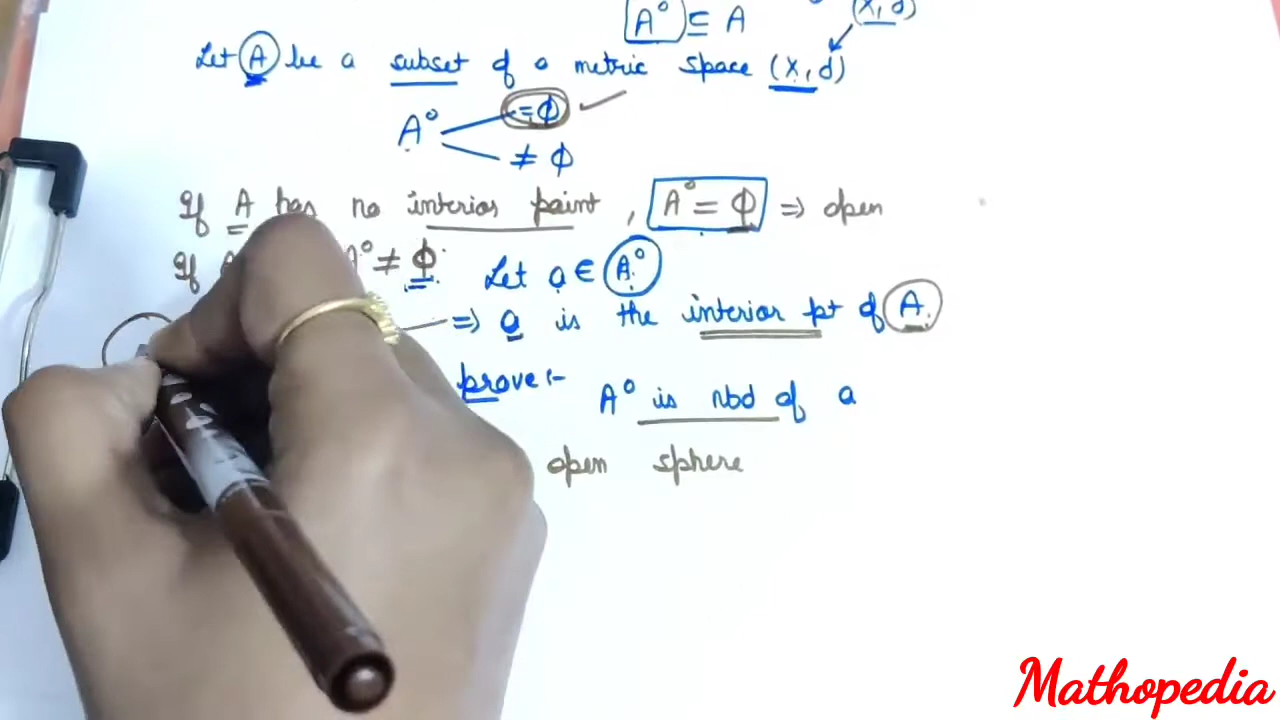 A° ⊆ A (X, d)
Let A be a subset of a metric space (X, d)
A° = φ
≠ φ
If A has no interior point, A° = φ ⇒ open
If A° ≠ φ. Let a ∈ A°
⇒ a is the interior pt of A.
prove :- A° is nbd of a
open sphere
Mathopedia